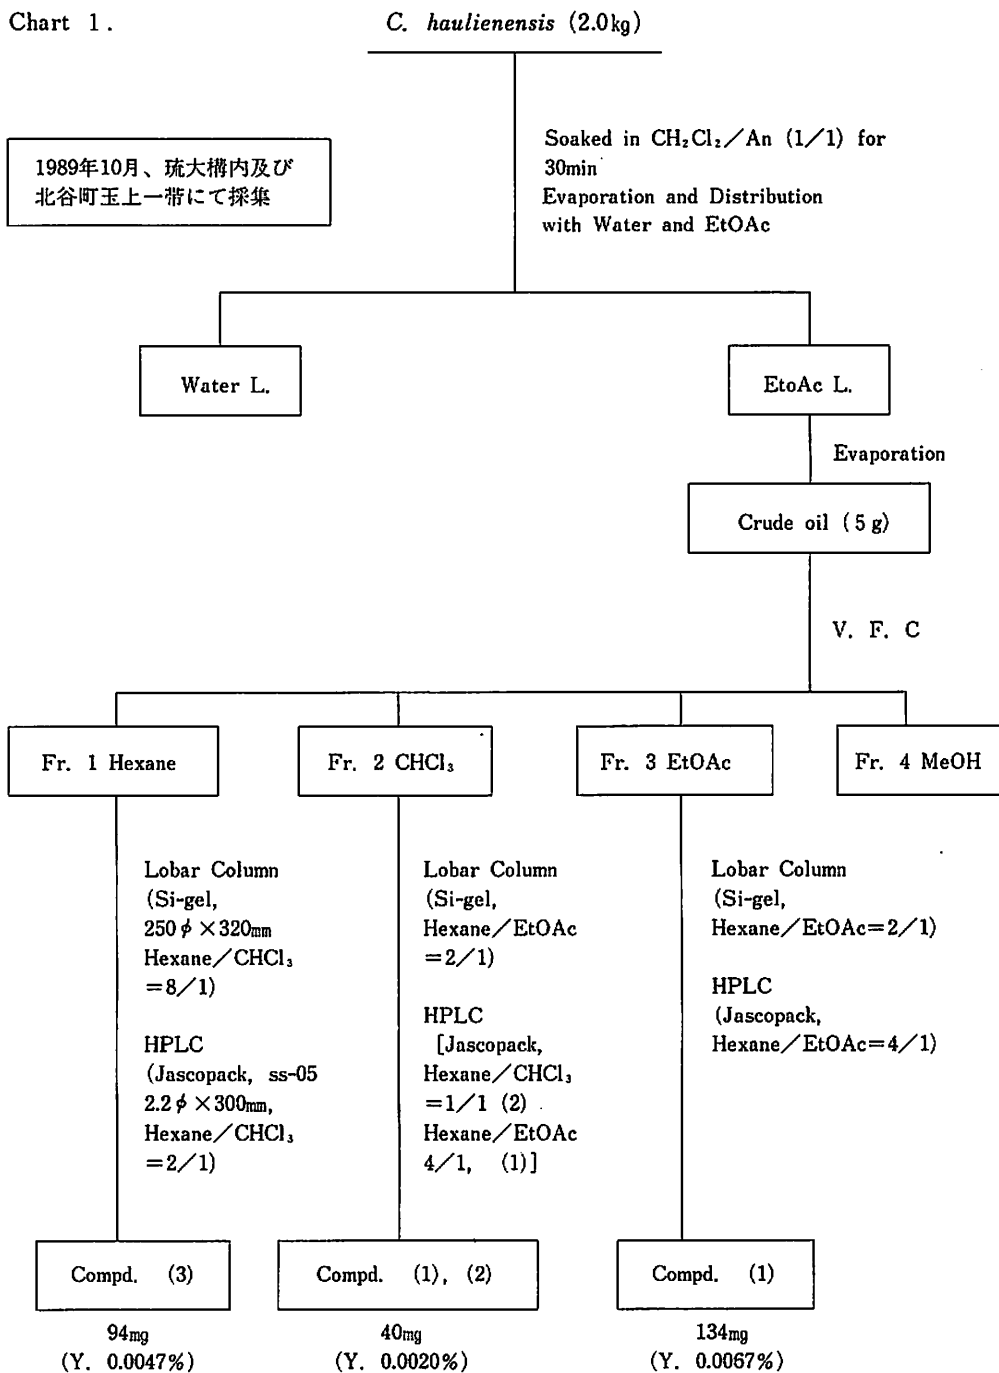 Chart 1.
C. haulienensis (2.0kg)
1989年10月、琉大構内及び
北谷町玉上一帯にて採集
Soaked in CH₂Cl₂/An (1/1) for
30min
Evaporation and Distribution
with Water and EtOAc
Water L.
EtoAc L.
Evaporation
Crude oil (5g)
V. F. C
Fr. 1 Hexane
Fr. 2 CHCl₃
Fr. 3 EtOAc
Fr. 4 MeOH
Lobar Column
(Si-gel,
250φ×320mm
Hexane/CHCl₃
=8/1)
HPLC
(Jascopack, ss-05
2.2φ×300mm,
Hexane/CHCl₃
=2/1)
Lobar Column
(Si-gel,
Hexane/EtOAc
=2/1)
HPLC
[Jascopack,
Hexane/CHCl₃
=1/1 (2)
Hexane/EtOAc
4/1, (1)]
Lobar Column
(Si-gel,
Hexane/EtOAc=2/1)
HPLC
(Jascopack,
Hexane/EtOAc=4/1)
Compd. (3)
Compd. (1), (2)
Compd. (1)
94mg
(Y. 0.0047%)
40mg
(Y. 0.0020%)
134mg
(Y. 0.0067%)